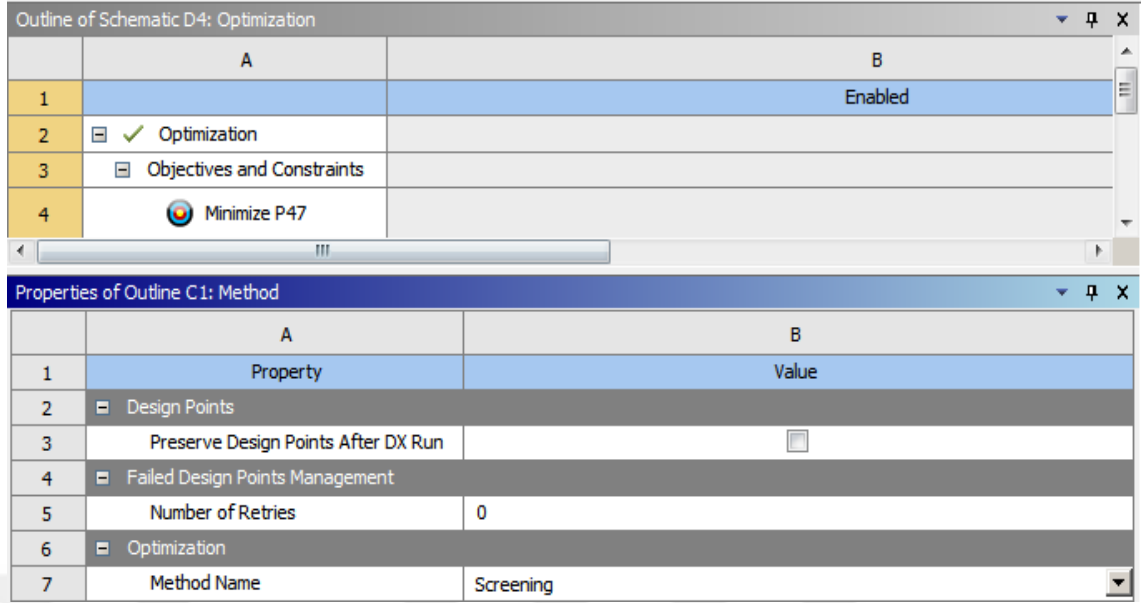 Outline of Schematic D4: Optimization
A B
1 Enabled
2 Optimization
3 Objectives and Constraints
4 Minimize P47
Properties of Outline C1: Method
A B
1 Property Value
2 Design Points
3 Preserve Design Points After DX Run
4 Failed Design Points Management
5 Number of Retries 0
6 Optimization
7 Method Name Screening